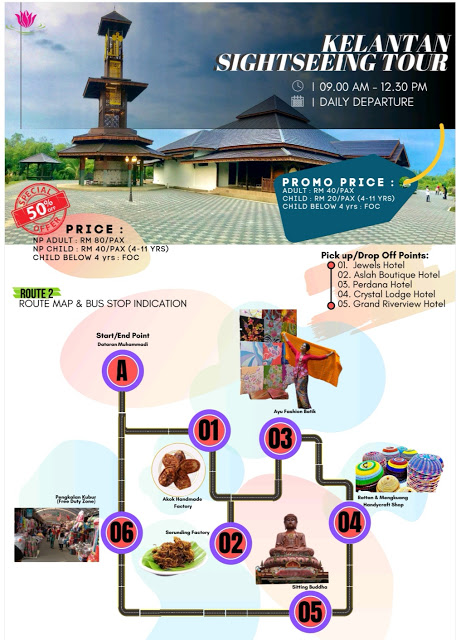 KELANTAN
SIGHTSEEING TOUR
| 09.00 AM - 12.30 PM
| DAILY DEPARTURE
PROMO PRICE :
ADULT : RM 40/PAX
CHILD : RM 20/PAX (4-11 YRS)
CHILD BELOW 4 yrs : FOC
SPECIAL
50% OFF
OFFER
PRICE :
NP ADULT : RM 80/PAX
NP CHILD : RM 40/PAX (4-11 YRS)
CHILD BELOW 4 yrs : FOC
Pick up/Drop Off Points:
01. Jewels Hotel
02. Aslah Boutique Hotel
03. Perdana Hotel
04. Crystal Lodge Hotel
05. Grand Riverview Hotel
ROUTE 2
ROUTE MAP & BUS STOP INDICATION
Start/End Point
Dataran Muhammadi
A
Ayu Fashion Batik
01
03
Akok Handmade
Factory
Rattan & Mengkuang
Handycraft Shop
Pengkalan Kubur
(Free Duty Zone)
04
06
Serunding Factory
02
Sitting Buddha
05